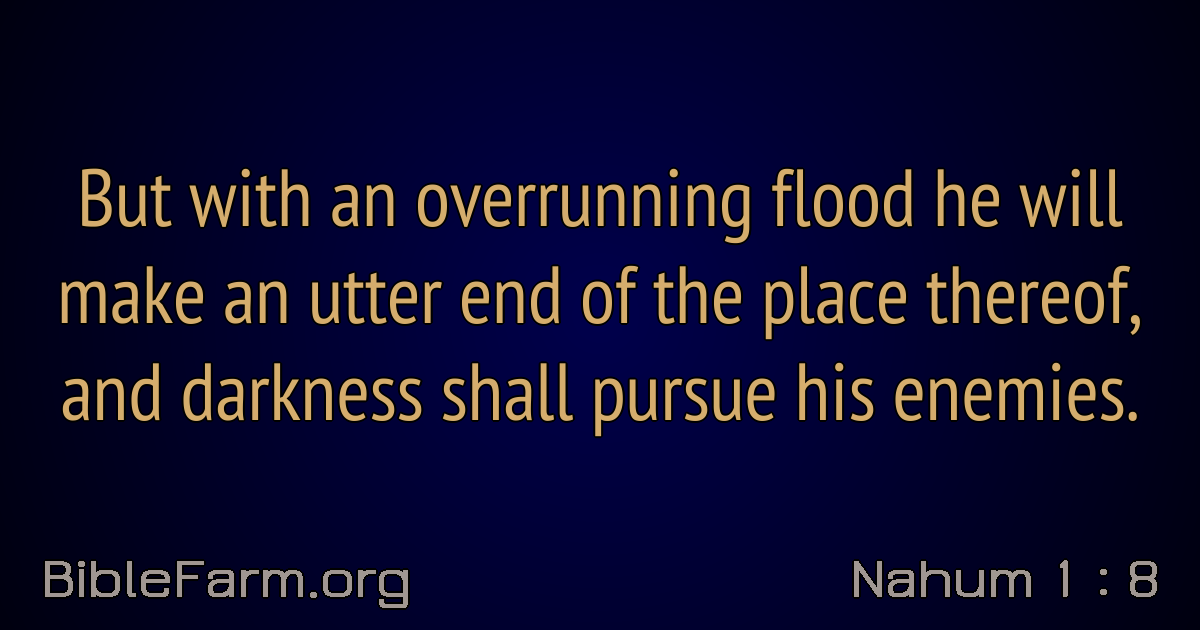 But with an overrunning flood he will
make an utter end of the place thereof,
and darkness shall pursue his enemies.
BibleFarm.org
Nahum 1 : 8